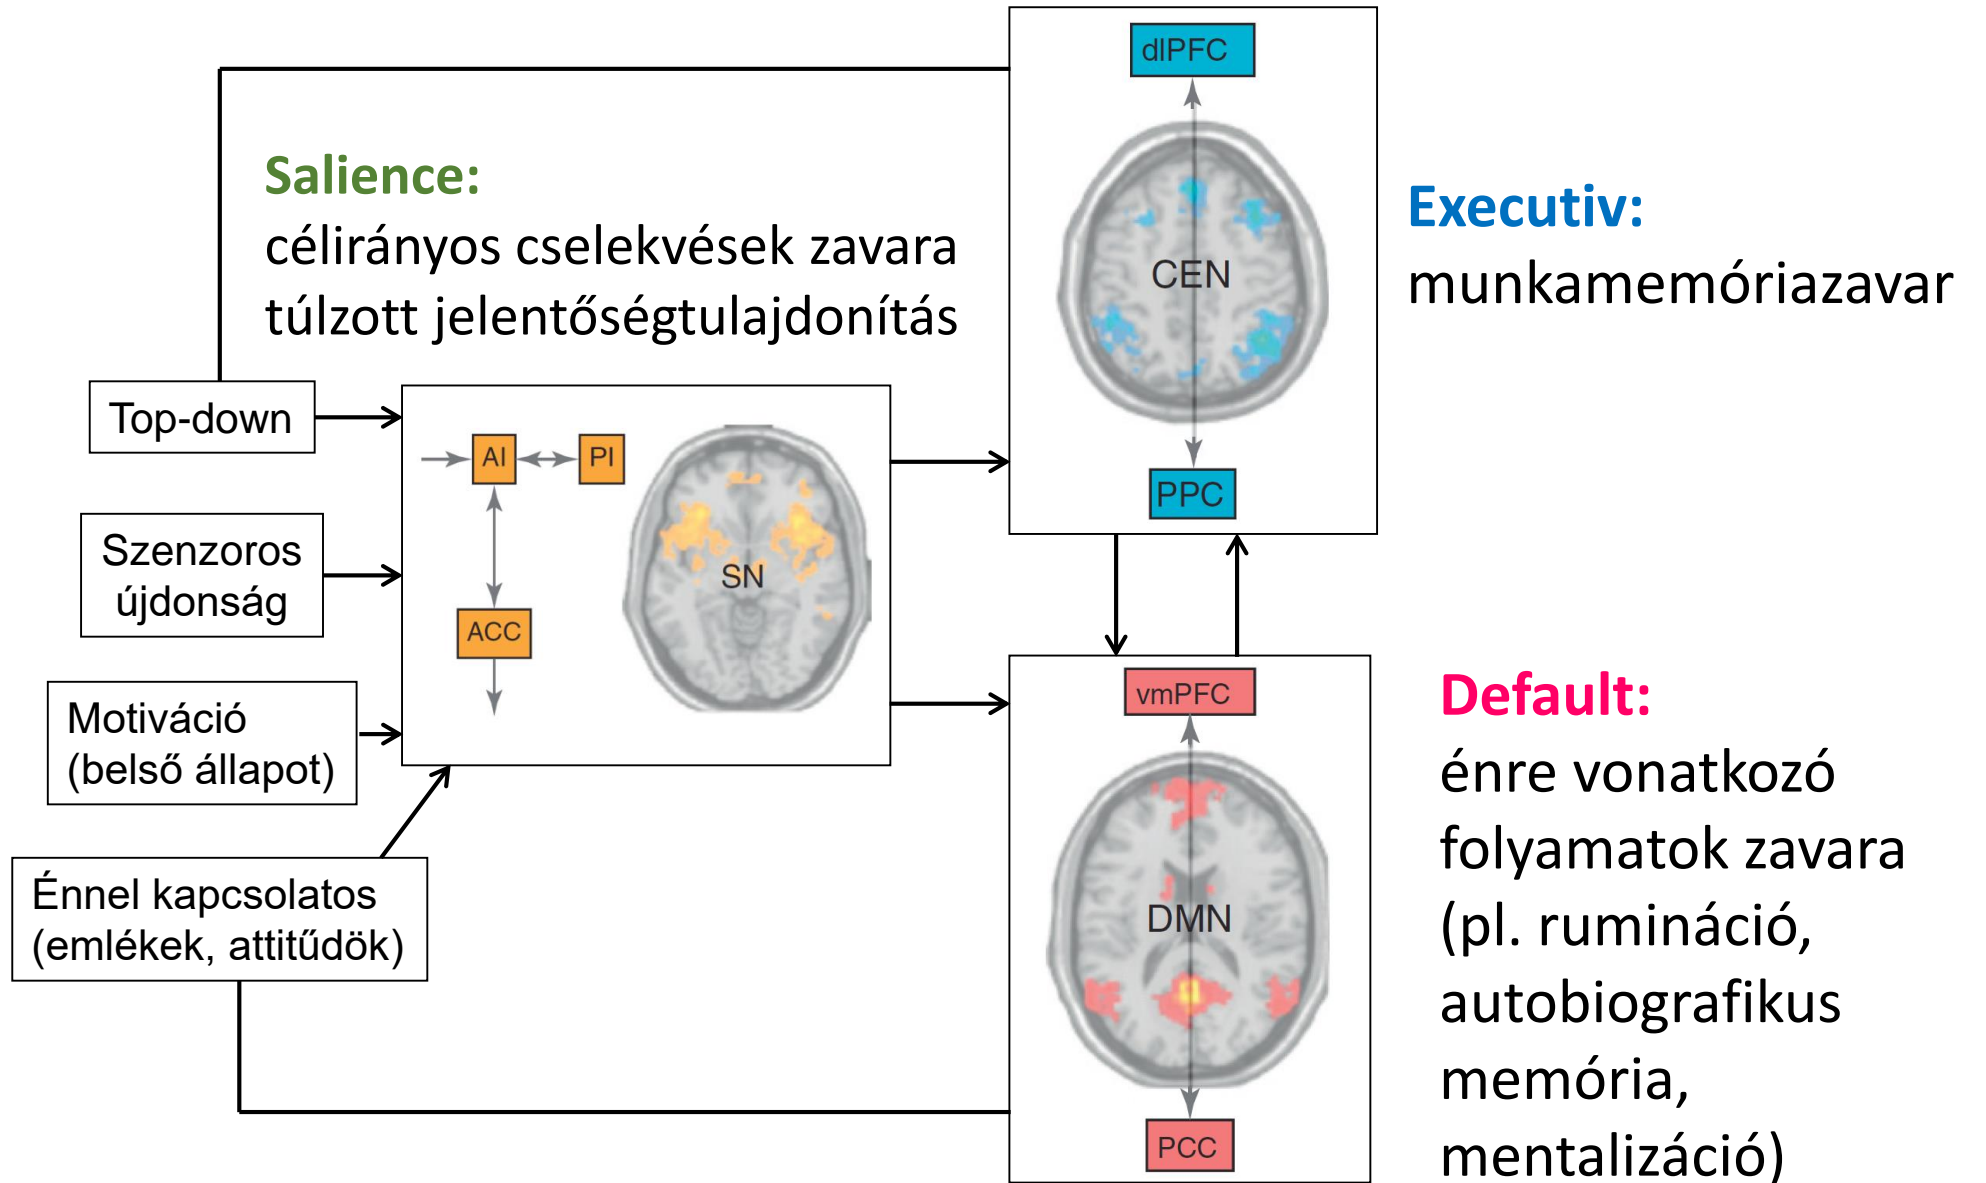 dlPFC
Salience:
célirányos cselekvések zavara
túlzott jelentőségtulajdonítás
CEN
Executiv:
munkamemóriazavar
Top-down
AI
PI
PPC
Szenzoros
újdonság
SN
ACC
Motiváció
(belső állapot)
vmPFC
Default:
énre vonatkozó
folyamatok zavara
(pl. rumináció,
autobiografikus
memória,
mentalizáció)
Énnel kapcsolatos
(emlékek, attitűdök)
DMN
PCC